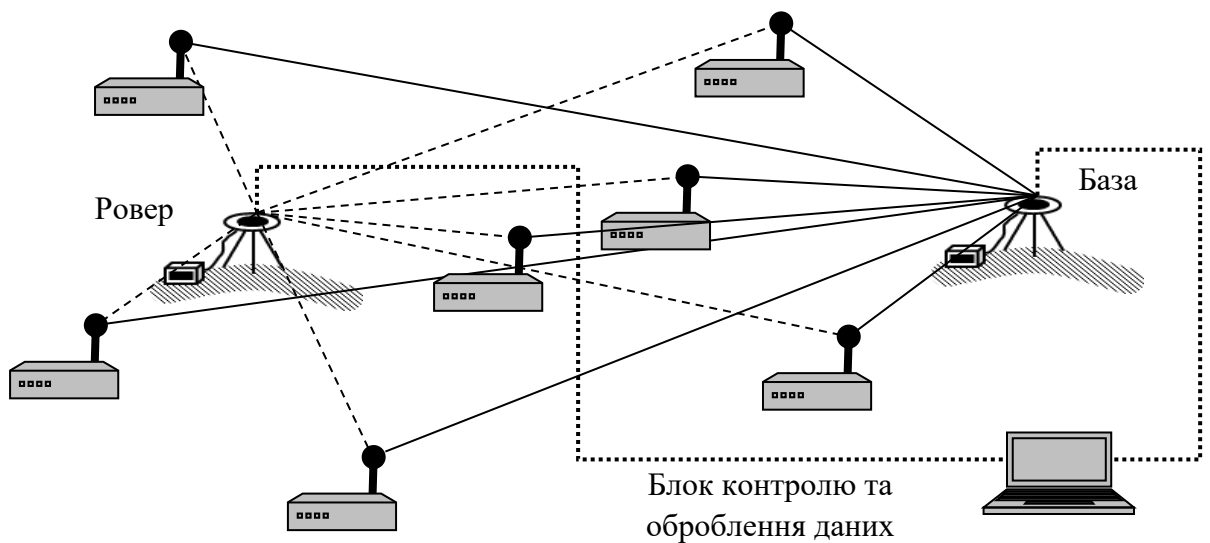 Ровер
База
Блок контролю та
оброблення даних